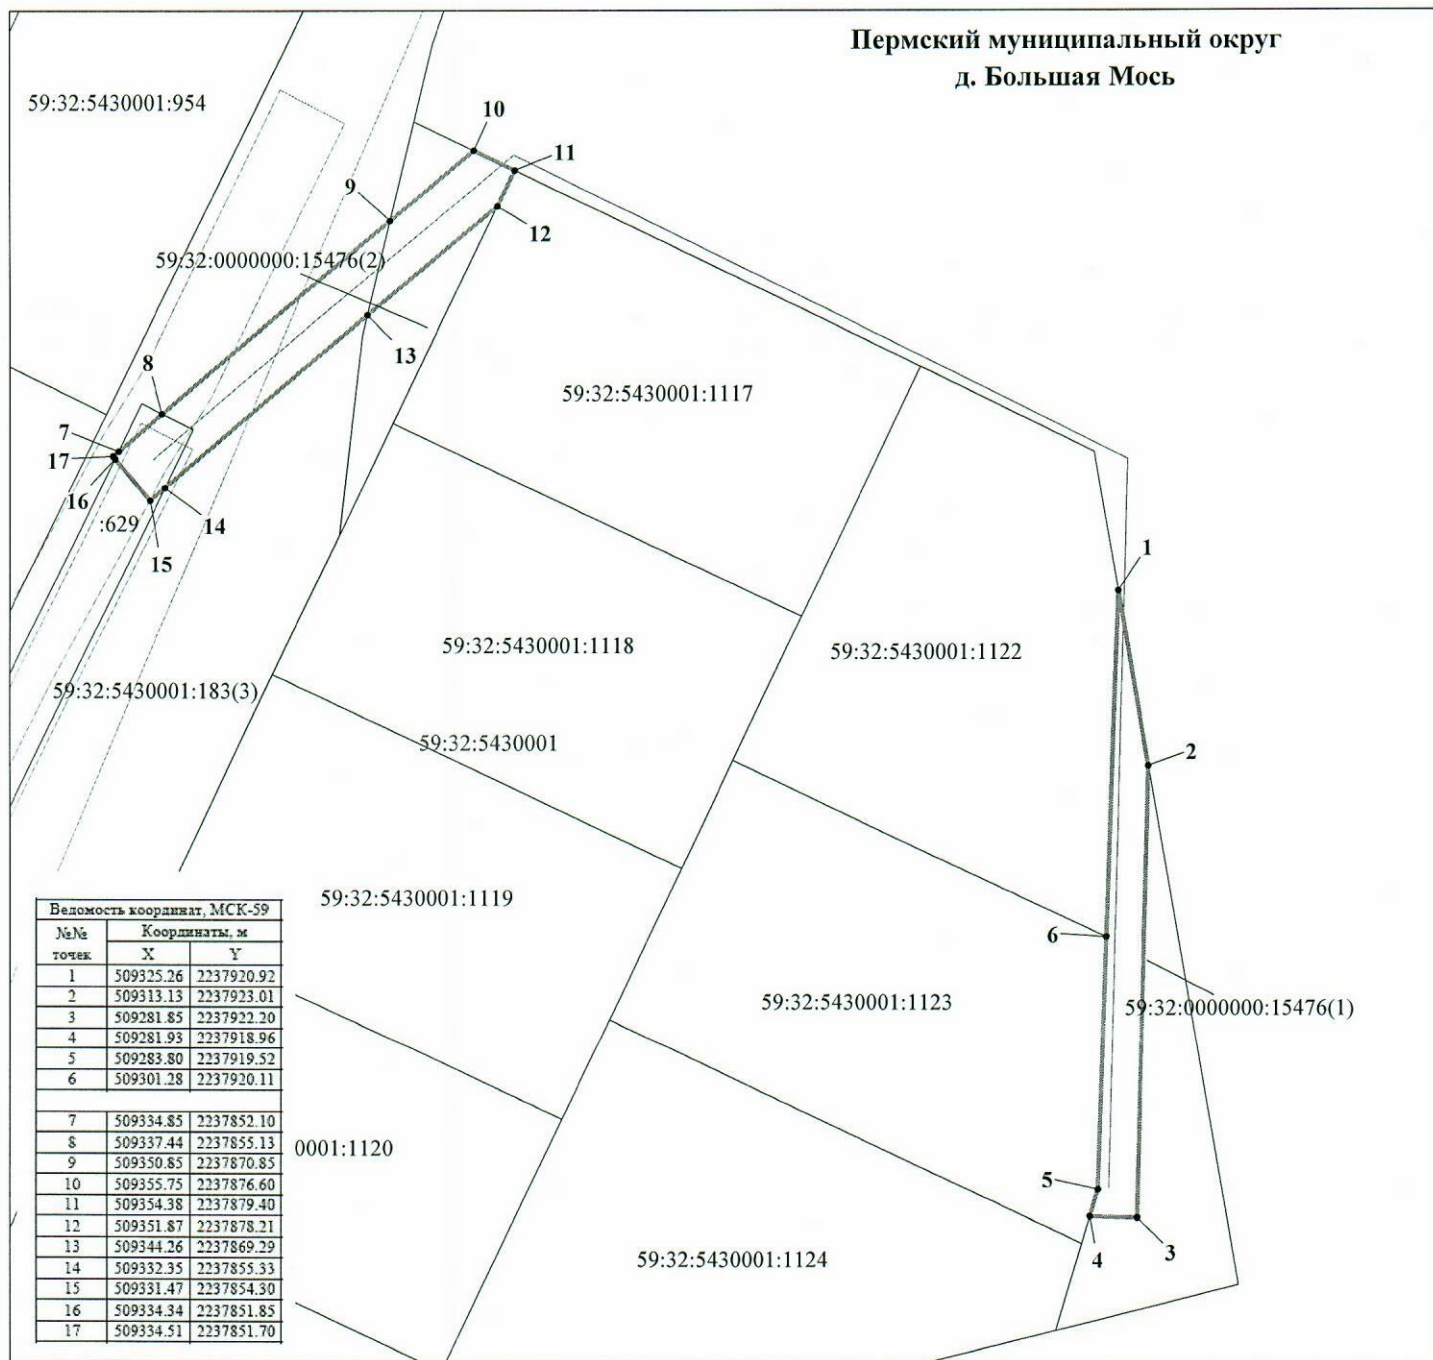 Пермский муниципальный округ
д. Большая Мось
59:32:5430001:954
10
11
9
12
59:32:0000000:15476(2)
13
8
59:32:5430001:1117
7
17
16
14
:629
15
1
59:32:5430001:1118
59:32:5430001:1122
59:32:5430001:183(3)
59:32:5430001
2
59:32:5430001:1119
6
59:32:5430001:1123
59:32:0000000:15476(1)
0001:1120
5
4
3
59:32:5430001:1124
Ведомость координат, МСК-59
№№ точек Координаты, м
X Y
1 509325.26 2237920.92
2 509313.13 2237923.01
3 509281.85 2237922.20
4 509281.93 2237918.96
5 509283.80 2237919.52
6 509301.28 2237920.11
7 509334.85 2237852.10
8 509337.44 2237855.13
9 509350.85 2237870.85
10 509355.75 2237876.60
11 509354.38 2237879.40
12 509351.87 2237878.21
13 509344.26 2237869.29
14 509332.35 2237855.33
15 509331.47 2237854.30
16 509334.34 2237851.85
17 509334.51 2237851.70